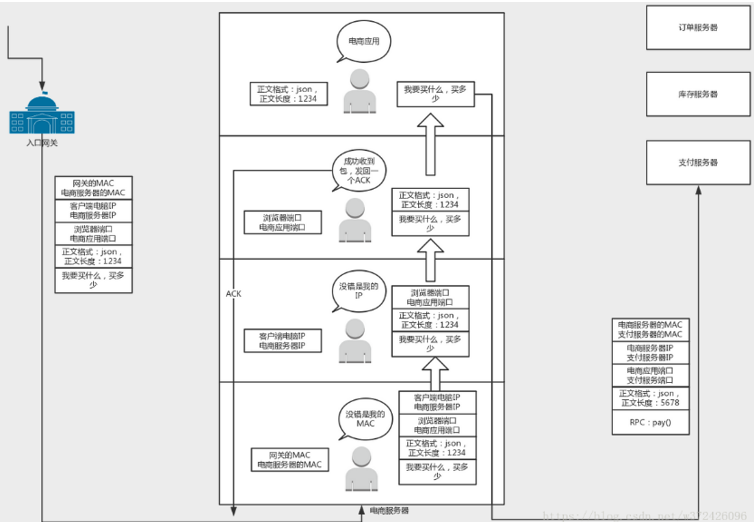 电商应用
正文格式：json，
正文长度：1234
我要买什么，买多
少
订单服务器
库存服务器
支付服务器
入口网关
网关的MAC
电商服务器的MAC
客户端电脑IP
电商服务器IP
浏览器端口
电商应用端口
正文格式：json，
正文长度：1234
我要买什么，买多
少
成功收到
包，发回一
个ACK
浏览器端口
电商应用端口
正文格式：json，
正文长度：1234
我要买什么，买多
少
ACK
没错是我的
IP
客户端电脑IP
电商服务器IP
浏览器端口
电商应用端口
正文格式：json，
正文长度：1234
我要买什么，买多
少
没错是我的
MAC
网关的MAC
电商服务器的MAC
客户端电脑IP
电商服务器IP
浏览器端口
电商应用端口
正文格式：json，
正文长度：1234
我要买什么，买多
少
电商服务器
电商服务器的MAC
支付服务器的MAC
电商服务器IP
支付服务器IP
电商应用端口
支付服务端口
正文格式：json，
正文长度：5678
RPC：pay()
https://blog.csdn.net/m372426096